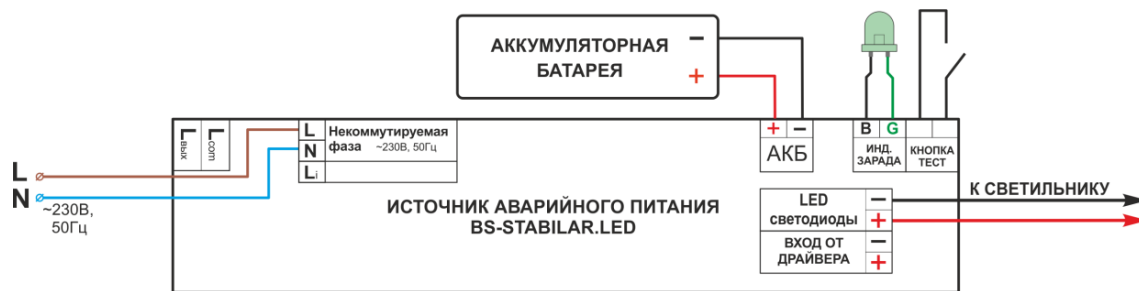 АККУМУЛЯТОРНАЯ
БАТАРЕЯ
−
+
Lвых
Lcom
L
N
Li
Некоммутируемая
фаза ~230В, 50Гц
+ −
АКБ
B G
ИНД.
ЗАРАДА
КНОПКА
ТЕСТ
L
N
~230В,
50Гц
ИСТОЧНИК АВАРИЙНОГО ПИТАНИЯ
BS-STABILAR.LED
LED
светодиоды
−
+
ВХОД ОТ
ДРАЙВЕРА
−
+
К СВЕТИЛЬНИКУ